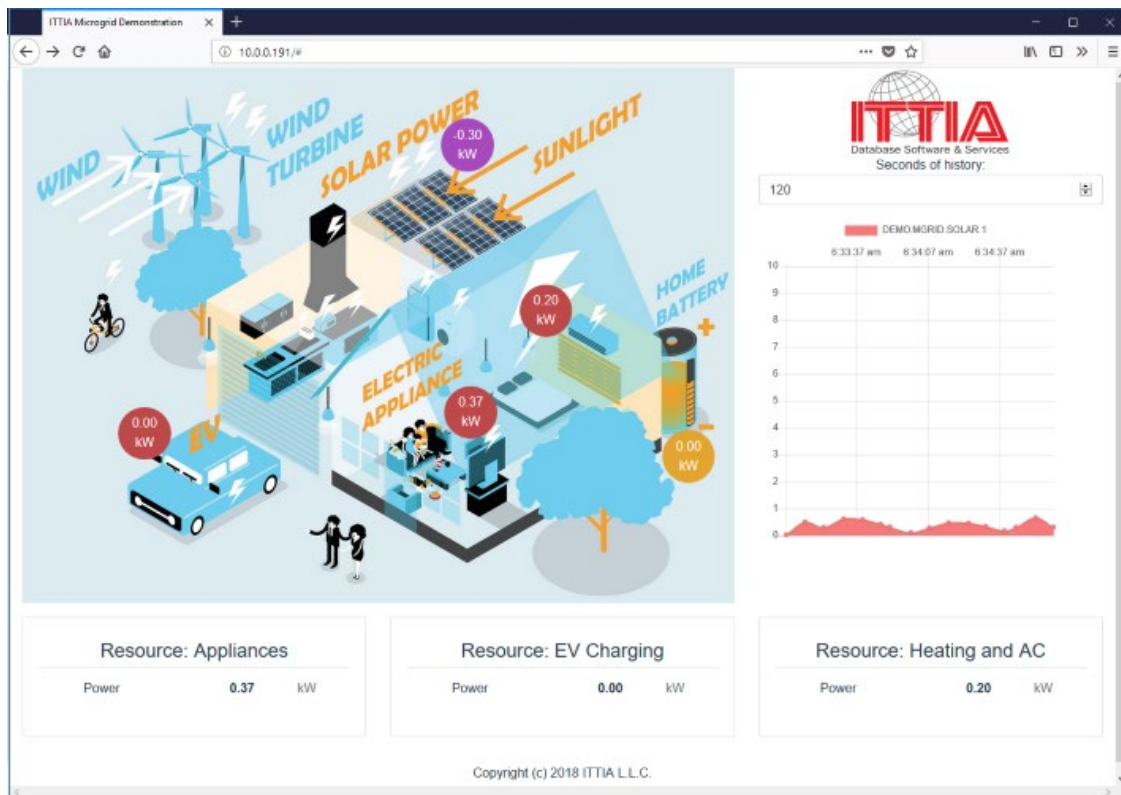 ITTIA Microgrid Demonstration
10.0.0.191/#
WIND
WIND
TURBINE
SOLAR POWER
SUNLIGHT
-0.30
kW
HOME
BATTERY
0.20
kW
ELECTRIC
APPLIANCE
0.37
kW
0.00
kW
EV
+
−
0.00
kW
ITTIA
Database Software & Services
Seconds of history:
120
DEMO.MGRID.SOLAR.1
6:33:37 am 6:34:07 am 6:34:37 am
10
9
8
7
6
5
4
3
2
1
0
Resource: Appliances
Power 0.37 kW
Resource: EV Charging
Power 0.00 kW
Resource: Heating and AC
Power 0.20 kW
Copyright (c) 2018 ITTIA L.L.C.